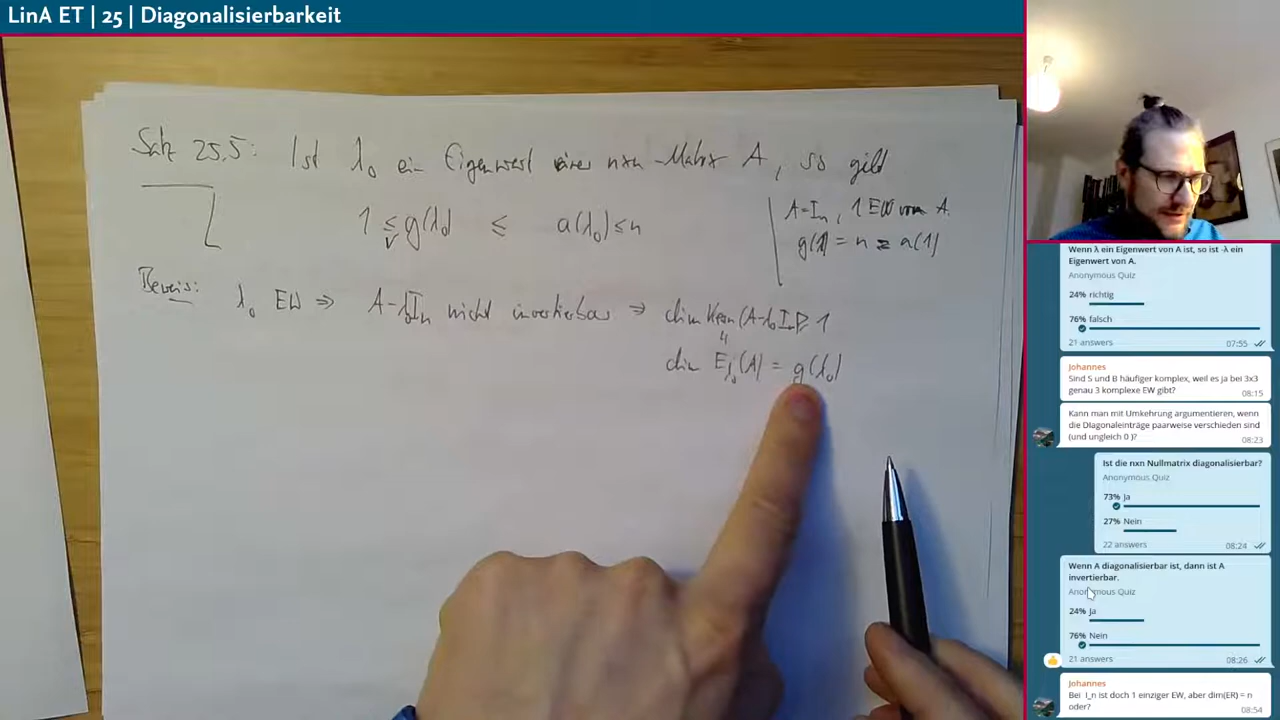 LinA ET | 25 | Diagonalisierbarkeit
Satz 25.5: Ist λ₀ ein Eigenwert einer nxn-Matrix A, so gilt
1 ≤ g(λ₀) ≤ a(λ₀) ≤ n
A=Iₙ, 1 EW von A.
g(1) = n = a(1)
Beweis: λ₀ EW ⇒ A-λ₀Iₙ nicht invertierbar ⇒ dim Kern(A-λ₀Iₙ) ≥ 1
dim E_λ₀(A) = g(λ₀)
Wenn λ ein Eigenwert von A ist, so ist -λ ein
Eigenwert von A.
Anonymous Quiz
24% richtig
76% falsch
21 answers
07:55
Johannes
Sind S und B häufiger komplex, weil es ja bei 3x3
genau 3 komplexe EW gibt?
08:15
Kann man mit Umkehrung argumentieren, wenn
die DIagonaleinträge paarweise verschieden sind
(und ungleich 0 )?
08:23
Ist die nxn Nullmatrix diagonalisierbar?
Anonymous Quiz
73% Ja
27% Nein
22 answers
08:24
Wenn A diagonalisierbar ist, dann ist A
invertierbar.
Anonymous Quiz
24% Ja
76% Nein
21 answers
08:26
Johannes
Bei I_n ist doch 1 einziger EW, aber dim(ER) = n
oder?
08:54